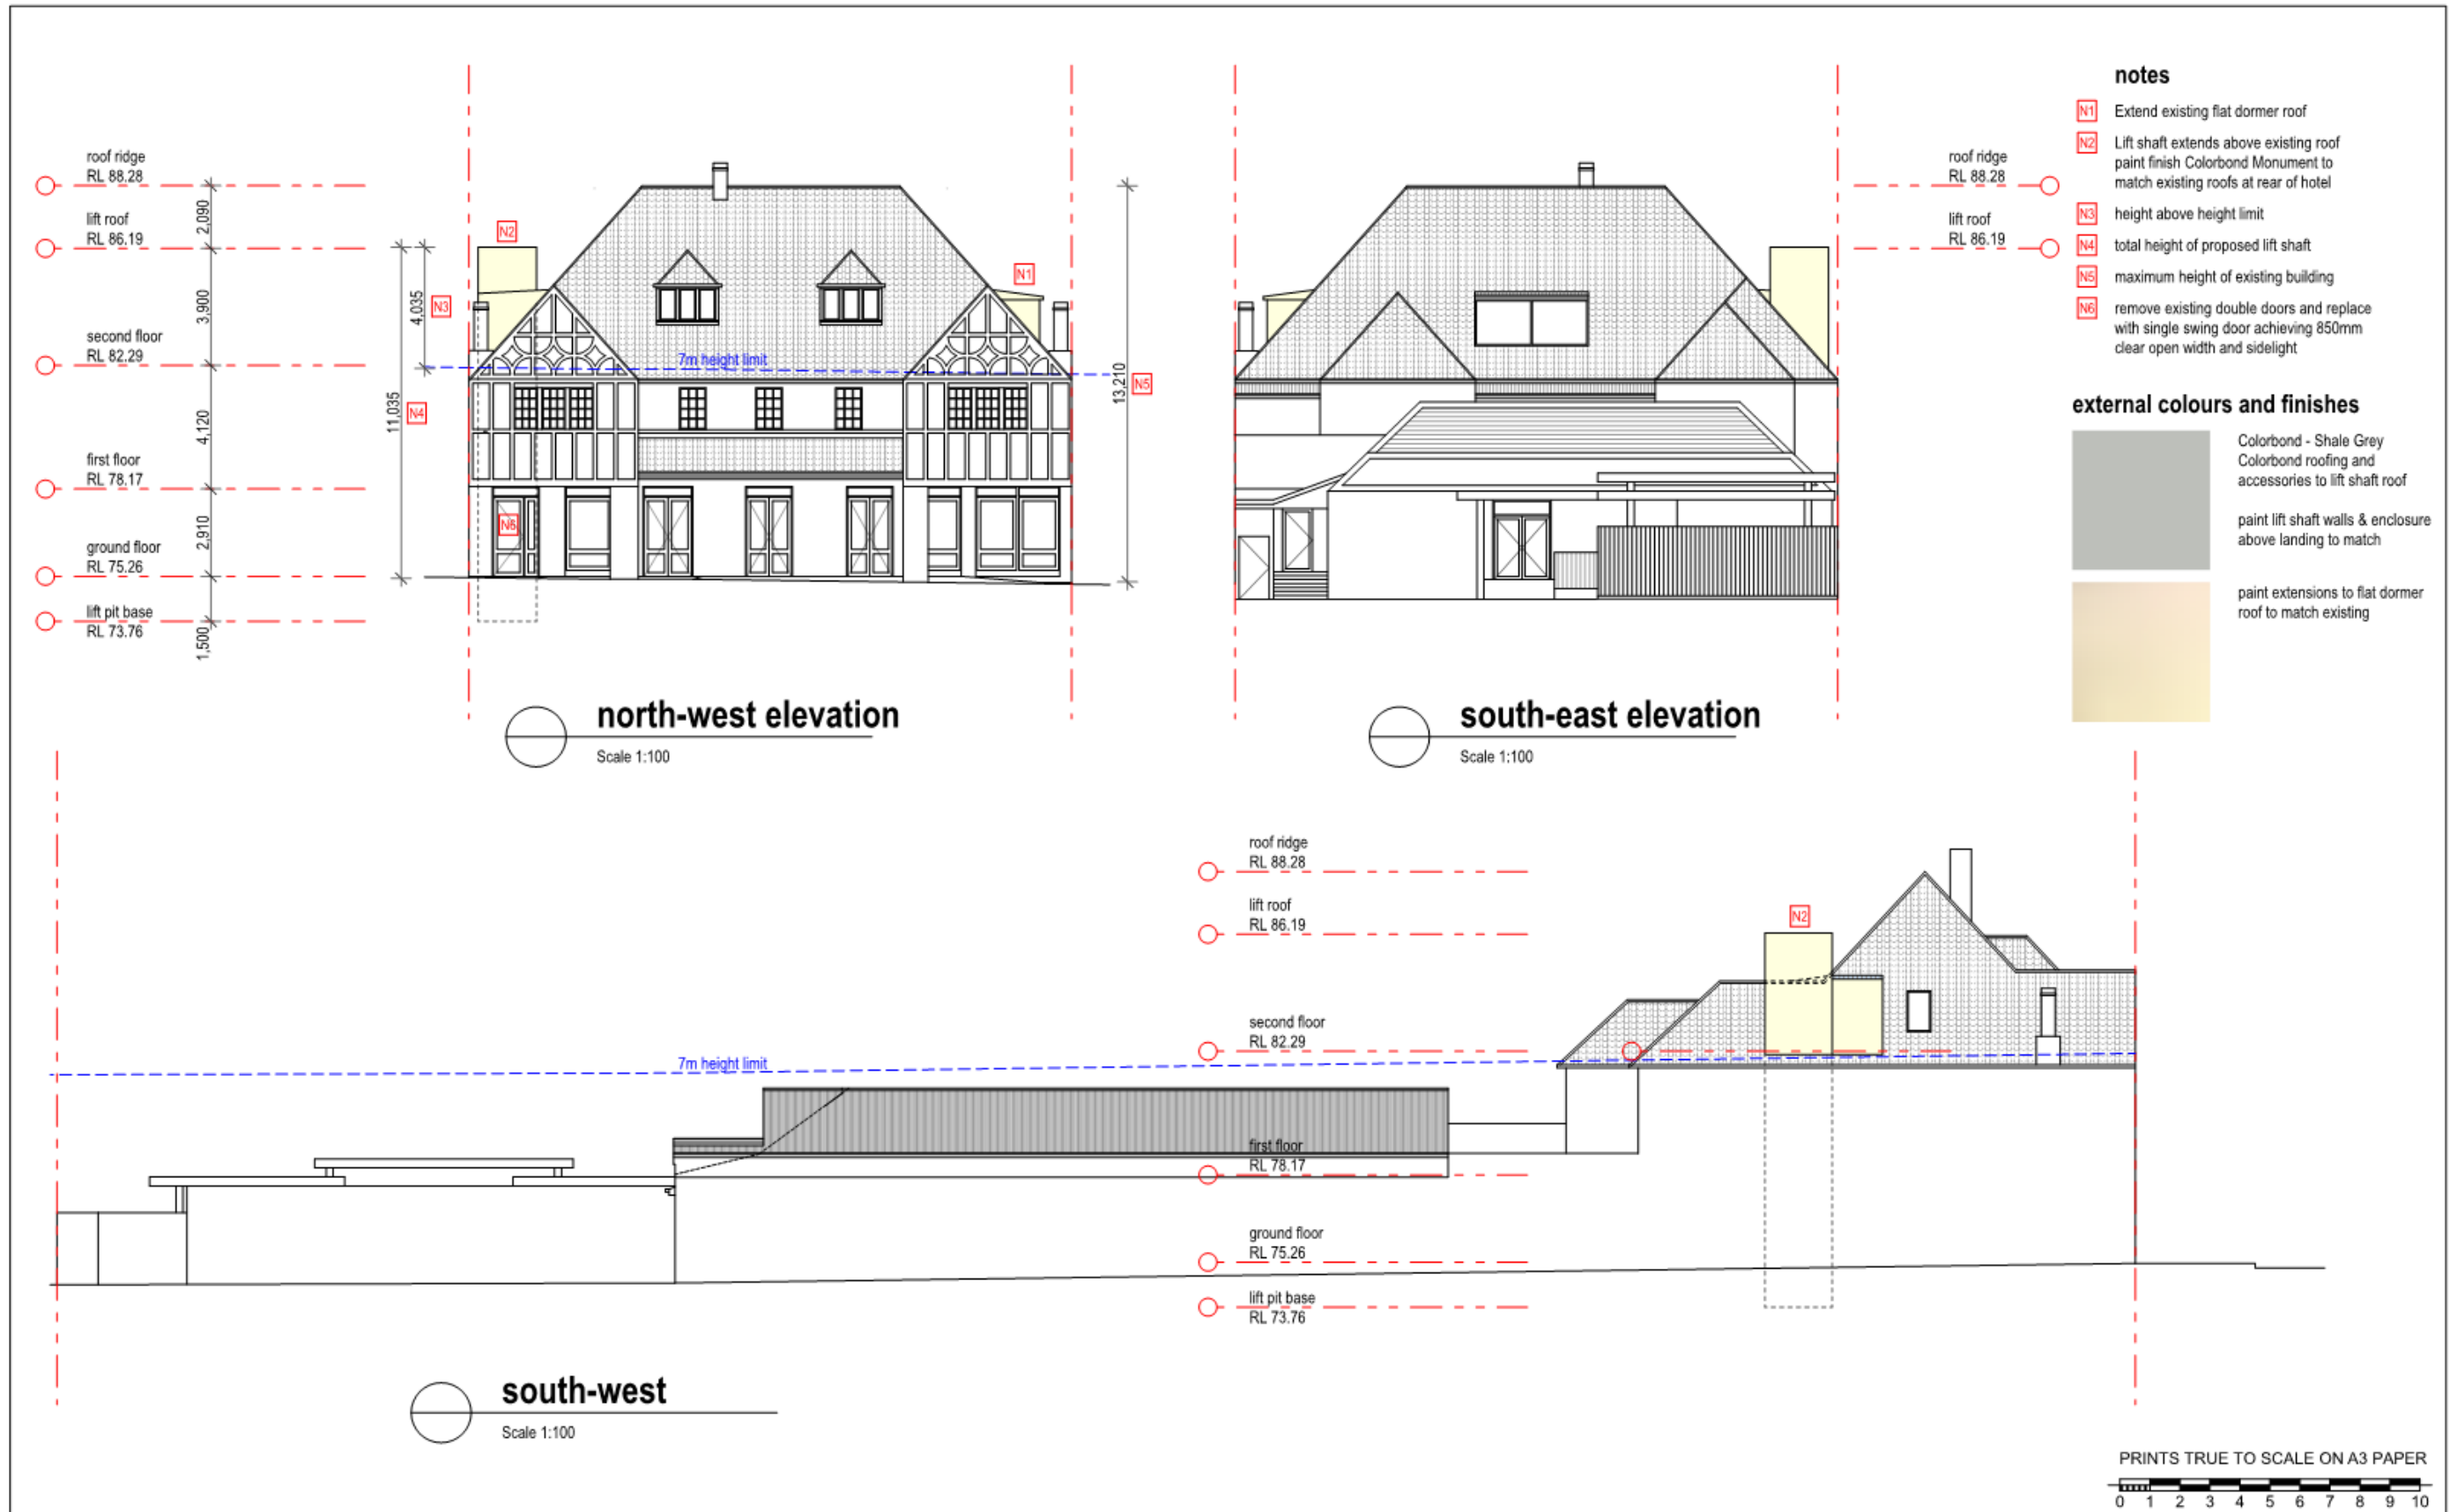 roof ridge
RL 88.28
lift roof
RL 86.19
second floor
RL 82.29
first floor
RL 78.17
ground floor
RL 75.26
lift pit base
RL 73.76
2,090
3,900
4,120
2,910
1,500
11,035
N4
4,035
N3
N2
N1
7m height limit
N6
13,210
N5
north-west elevation
Scale 1:100
south-east elevation
Scale 1:100
roof ridge
RL 88.28
lift roof
RL 86.19
notes
N1 Extend existing flat dormer roof
N2 Lift shaft extends above existing roof
paint finish Colorbond Monument to
match existing roofs at rear of hotel
N3 height above height limit
N4 total height of proposed lift shaft
N5 maximum height of existing building
N6 remove existing double doors and replace
with single swing door achieving 850mm
clear open width and sidelight
external colours and finishes
Colorbond - Shale Grey
Colorbond roofing and
accessories to lift shaft roof
paint lift shaft walls & enclosure
above landing to match
paint extensions to flat dormer
roof to match existing
roof ridge
RL 88.28
lift roof
RL 86.19
N2
second floor
RL 82.29
7m height limit
first floor
RL 78.17
ground floor
RL 75.26
lift pit base
RL 73.76
south-west
Scale 1:100
PRINTS TRUE TO SCALE ON A3 PAPER
0 1 2 3 4 5 6 7 8 9 10